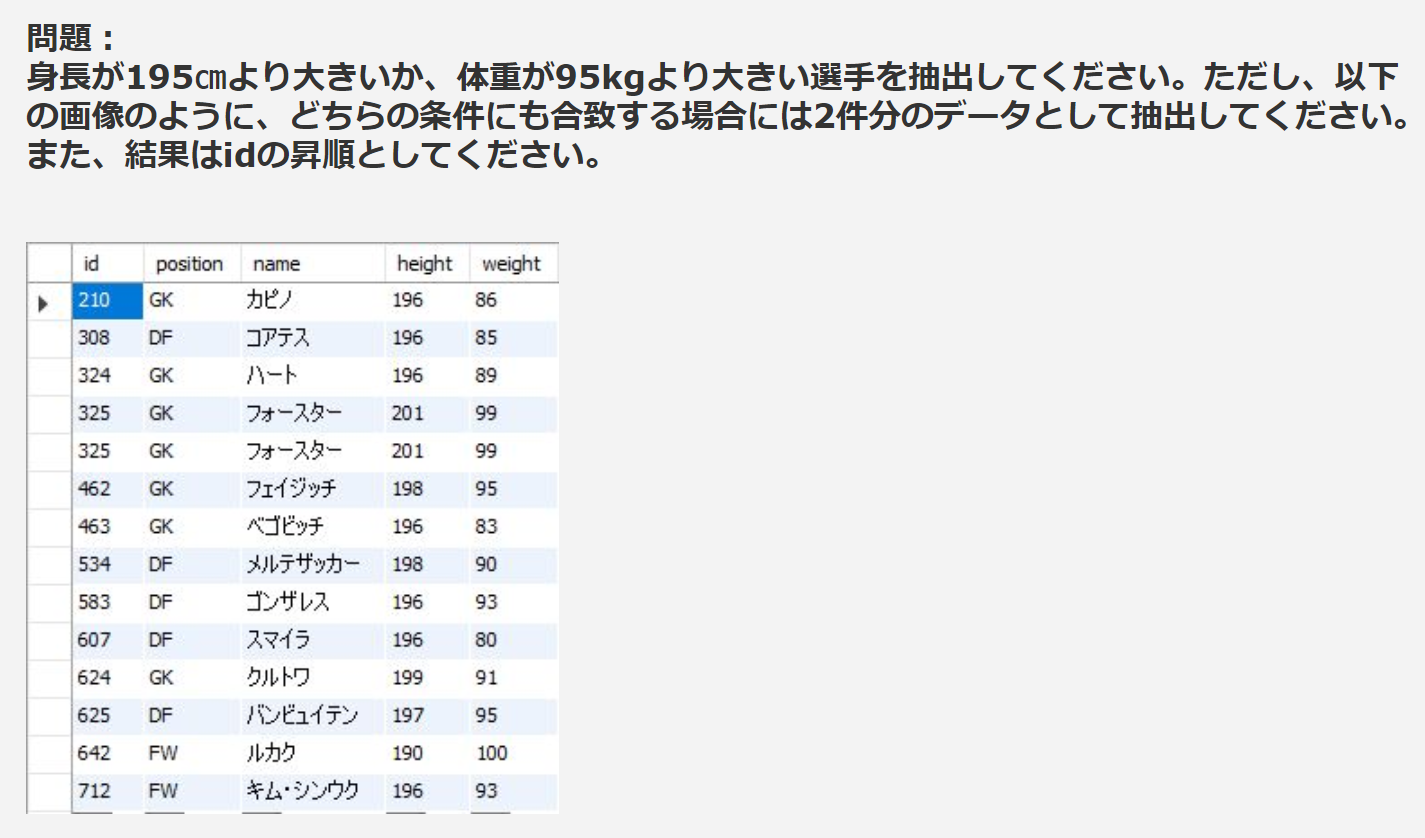 問題：
身長が195㎝より大きいか、体重が95kgより大きい選手を抽出してください。ただし、以下
の画像のように、どちらの条件にも合致する場合には2件分のデータとして抽出してください。
また、結果はidの昇順としてください。
id position name height weight
210 GK カピノ 196 86
308 DF コアテス 196 85
324 GK ハート 196 89
325 GK フォースター 201 99
325 GK フォースター 201 99
462 GK フェイジッチ 198 95
463 GK ベゴビッチ 196 83
534 DF メルテザッカー 198 90
583 DF ゴンザレス 196 93
607 DF スマイラ 196 80
624 GK クルトワ 199 91
625 DF バンビュイテン 197 95
642 FW ルカク 190 100
712 FW キム・シンウク 196 93